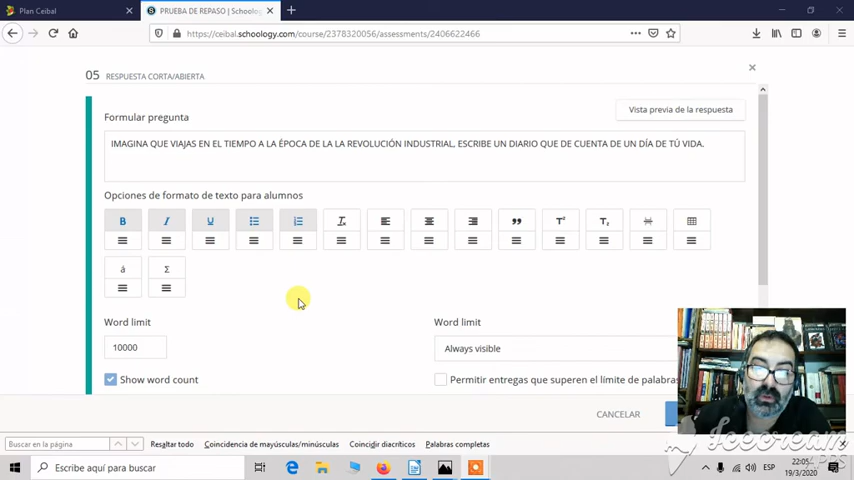 Plan Ceibal
PRUEBA DE REPASO | Schoology
https://ceibal.schoology.com/course/2378320056/assessments/2406622466
05 RESPUESTA CORTA/ABIERTA
Formular pregunta
Vista previa de la respuesta
IMAGINA QUE VIAJAS EN EL TIEMPO A LA ÉPOCA DE LA LA REVOLUCIÓN INDUSTRIAL, ESCRIBE UN DIARIO QUE DE CUENTA DE UN DÍA DE TÚ VIDA.
Opciones de formato de texto para alumnos
B I U
á Σ
Word limit
Word limit
10000
Always visible
Show word count
Permitir entregas que superen el límite de palabras
CANCELAR
Buscar en la página
Resaltar todo
Coincidencia de mayúsculas/minúsculas
Coincidir diacríticos
Palabras completas
Icecream
APPS
Escribe aquí para buscar
ESP
22:05
19/3/2020